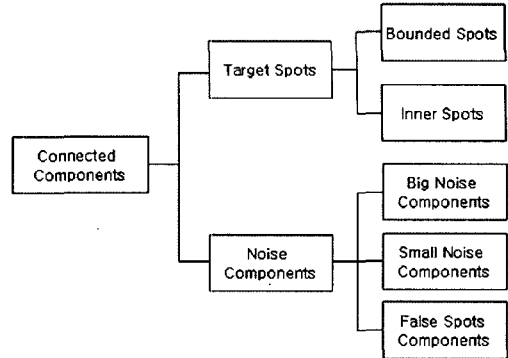 Bounded Spots
Target Spots
Inner Spots
Connected
Components
Big Noise
Components
Noise
Components
Small Noise
Components
False Spots
Components